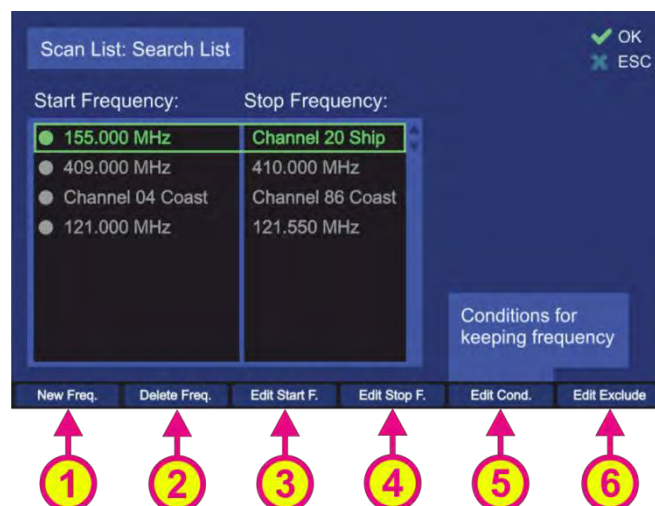 Scan List: Search List
OK
ESC
Start Frequency: Stop Frequency:
155.000 MHz Channel 20 Ship
409.000 MHz 410.000 MHz
Channel 04 Coast Channel 86 Coast
121.000 MHz 121.550 MHz
Conditions for
keeping frequency
New Freq. Delete Freq. Edit Start F. Edit Stop F. Edit Cond. Edit Exclude
1 2 3 4 5 6